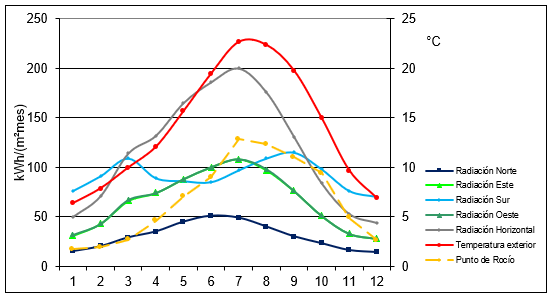 250
200
150
100
50
0
kWh/(m²mes)
25
20
15
10
5
0
°C
1 2 3 4 5 6 7 8 9 10 11 12
Radiación Norte
Radiación Este
Radiación Sur
Radiación Oeste
Radiación Horizontal
Temperatura exterior
Punto de Rocío